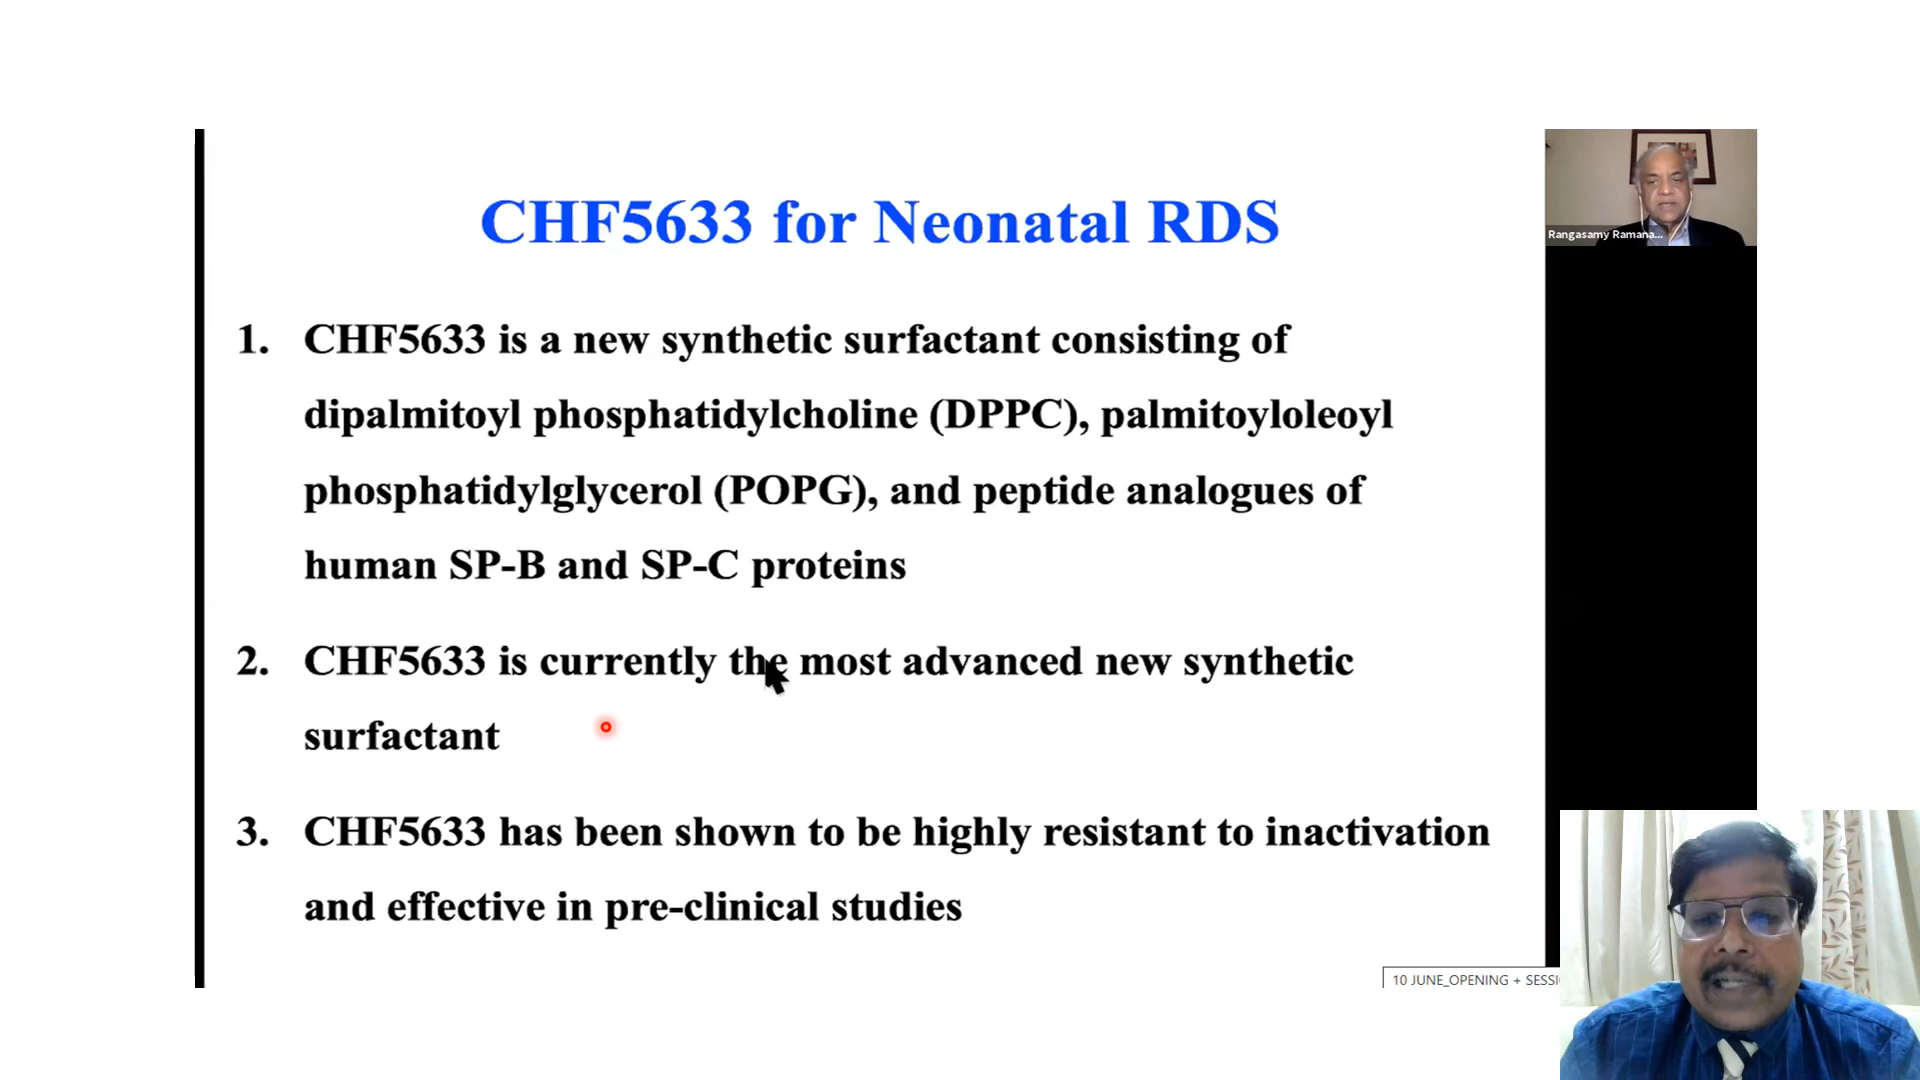 CHF5633 for Neonatal RDS
Rangasamy Ramana...
1. CHF5633 is a new synthetic surfactant consisting of
dipalmitoyl phosphatidylcholine (DPPC), palmitoyloleoyl
phosphatidylglycerol (POPG), and peptide analogues of
human SP-B and SP-C proteins
2. CHF5633 is currently the most advanced new synthetic
surfactant
3. CHF5633 has been shown to be highly resistant to inactivation
and effective in pre-clinical studies
10 JUNE_OPENING + SESSI